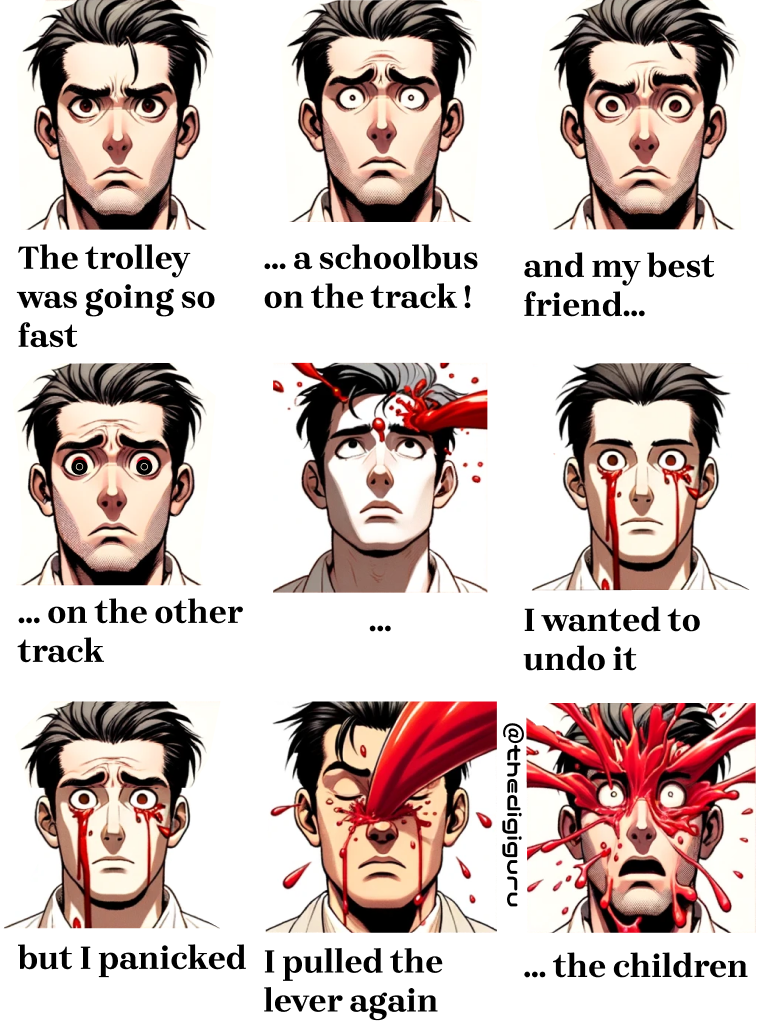 The trolley
was going so
fast
... a schoolbus
on the track !
and my best
friend...
... on the other
track
...
I wanted to
undo it
but I panicked
I pulled the
lever again
@thedigiguru
... the children